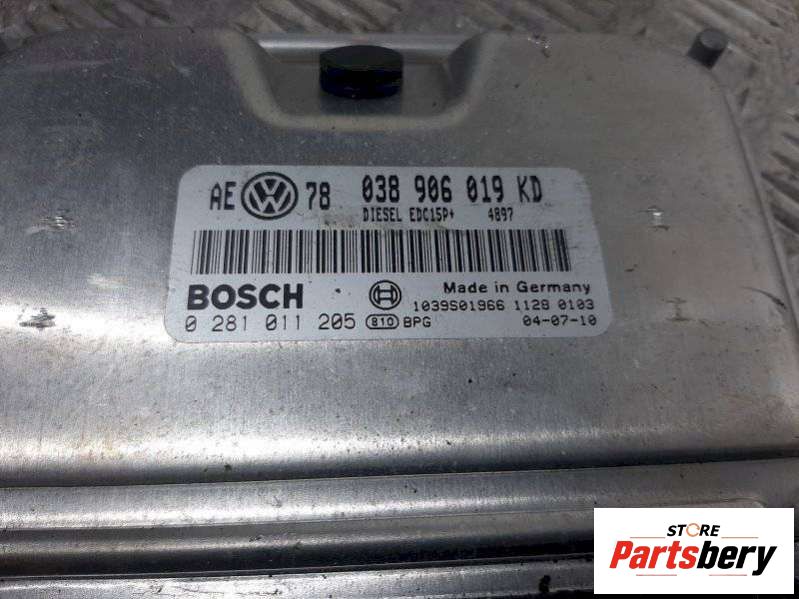 AE VW 78 038 906 019 KD
DIESEL EDC15P+ 4897
BOSCH
Made in Germany
1039S01966 1128 0103
0 281 011 205 810 BPG 04-07-10
STORE
Partsbery